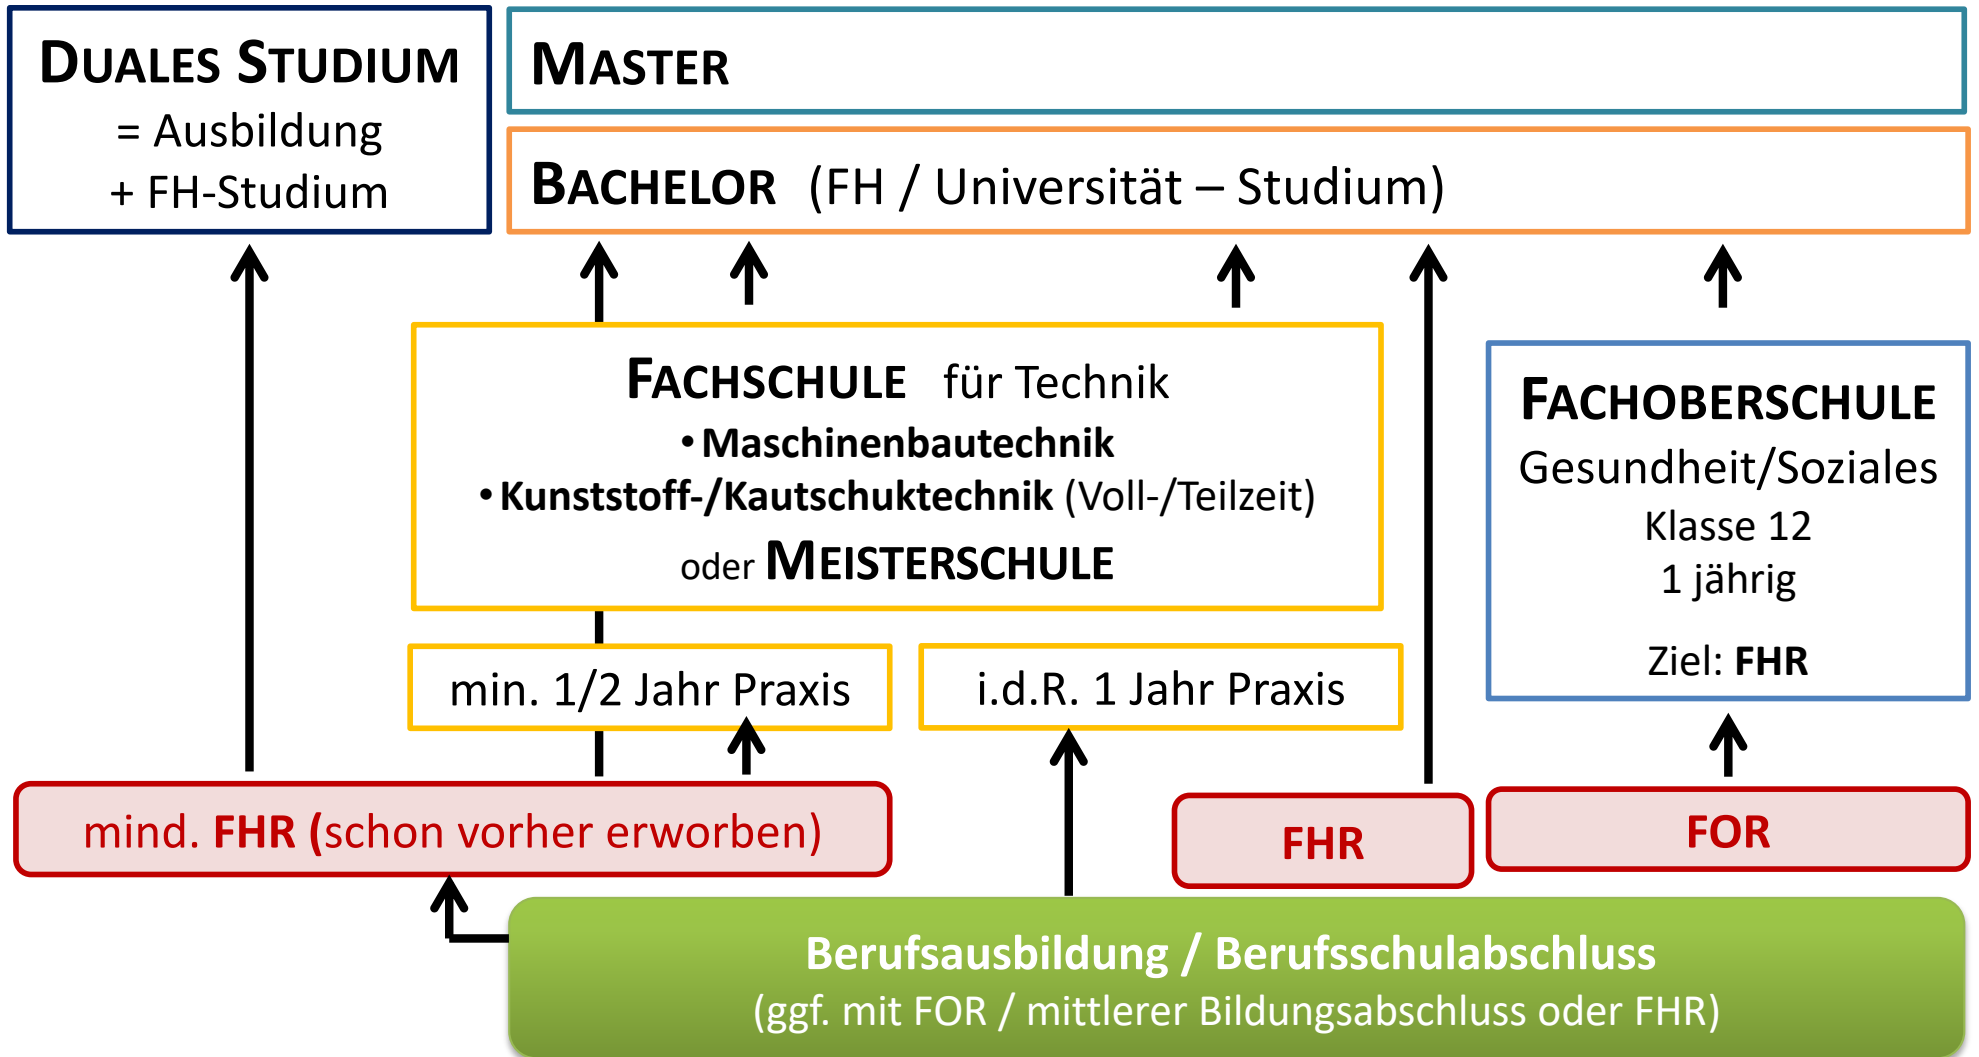 DUALES STUDIUM
= Ausbildung
+ FH-Studium
MASTER
BACHELOR (FH / Universität – Studium)
FACHSCHULE für Technik
• Maschinenbautechnik
• Kunststoff-/Kautschuktechnik (Voll-/Teilzeit)
oder MEISTERSCHULE
FACHOBERSCHULE
Gesundheit/Soziales
Klasse 12
1 jährig
Ziel: FHR
min. 1/2 Jahr Praxis
i.d.R. 1 Jahr Praxis
mind. FHR (schon vorher erworben)
FHR
FOR
Berufsausbildung / Berufsschulabschluss
(ggf. mit FOR / mittlerer Bildungsabschluss oder FHR)